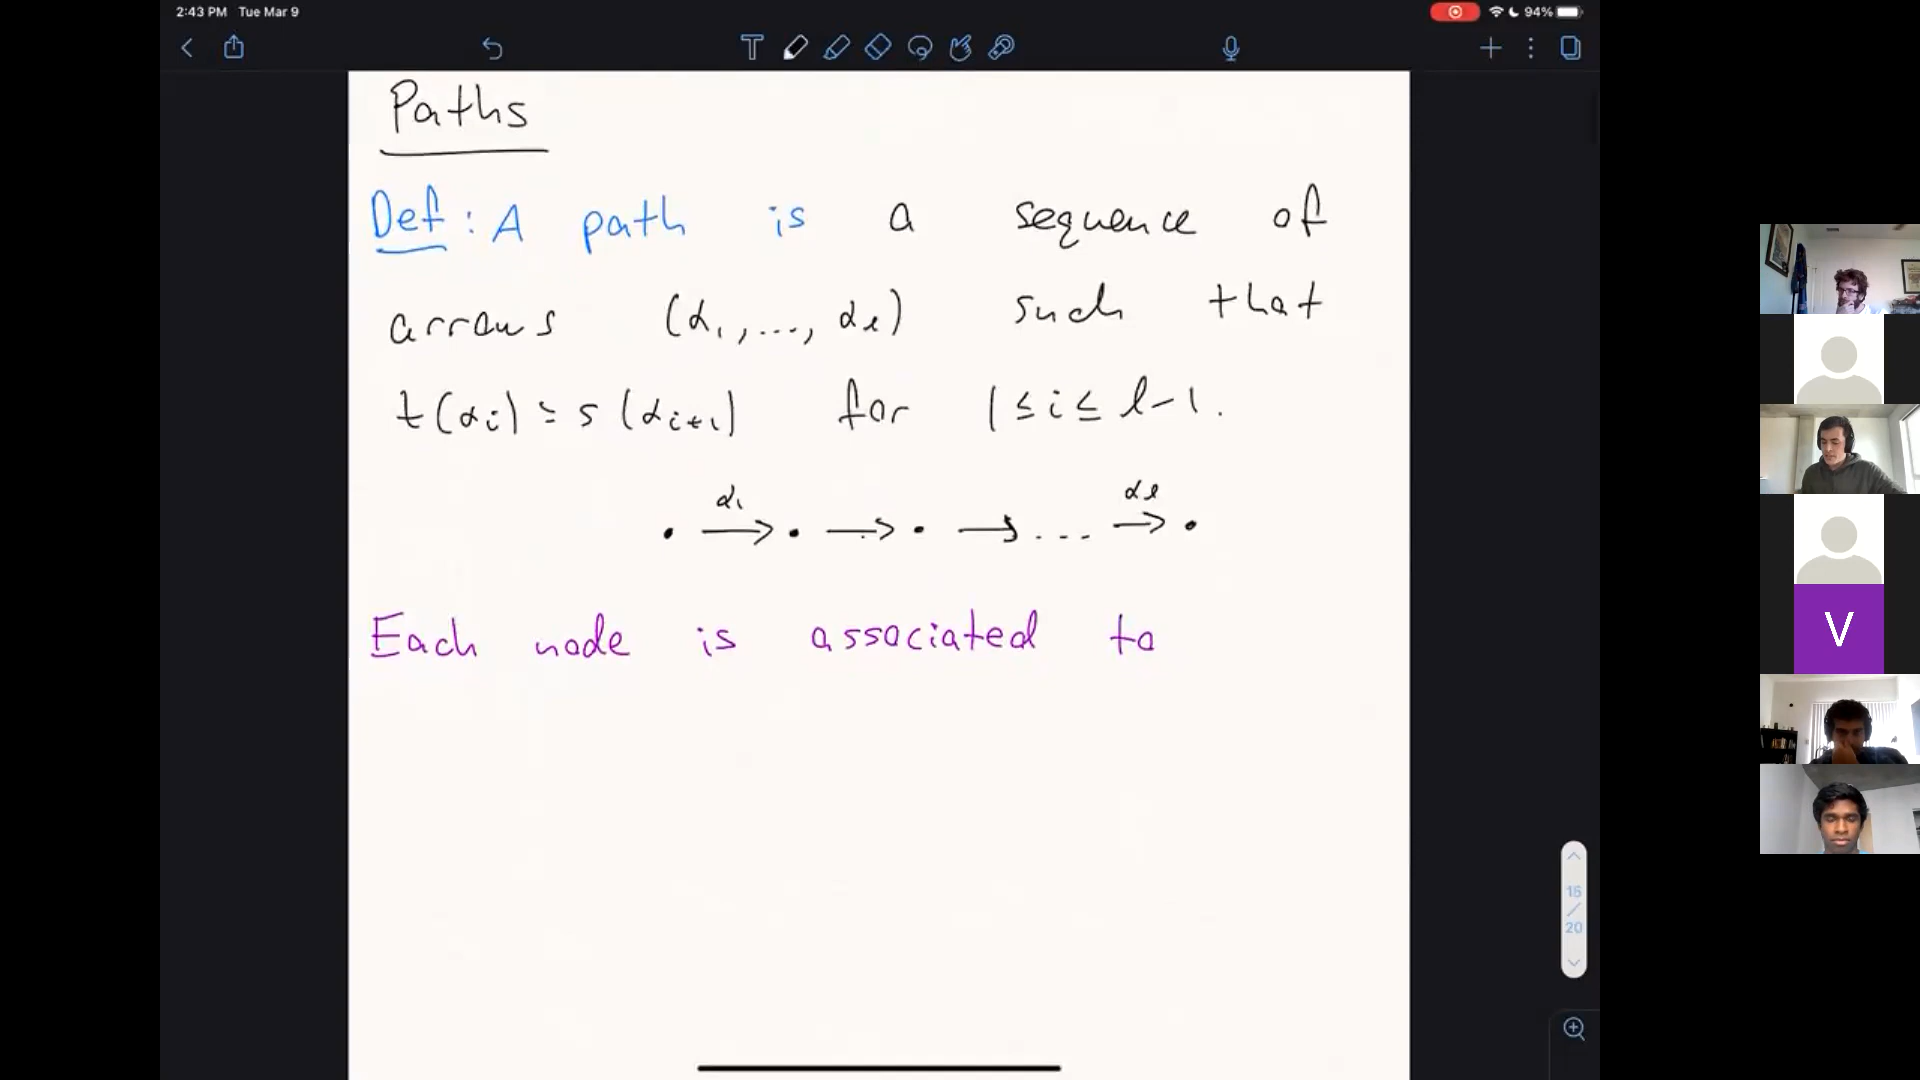 2:43 PM Tue Mar 9
94%
Paths
Def: A path is a sequence of
arrows (α₁, ..., αℓ) such that
t(αᵢ) = s(αᵢ₊₁) for 1 ≤ i ≤ ℓ-1.
α₁ αℓ
. → . → . → ... → .
Each node is associated to
V
15
/
20